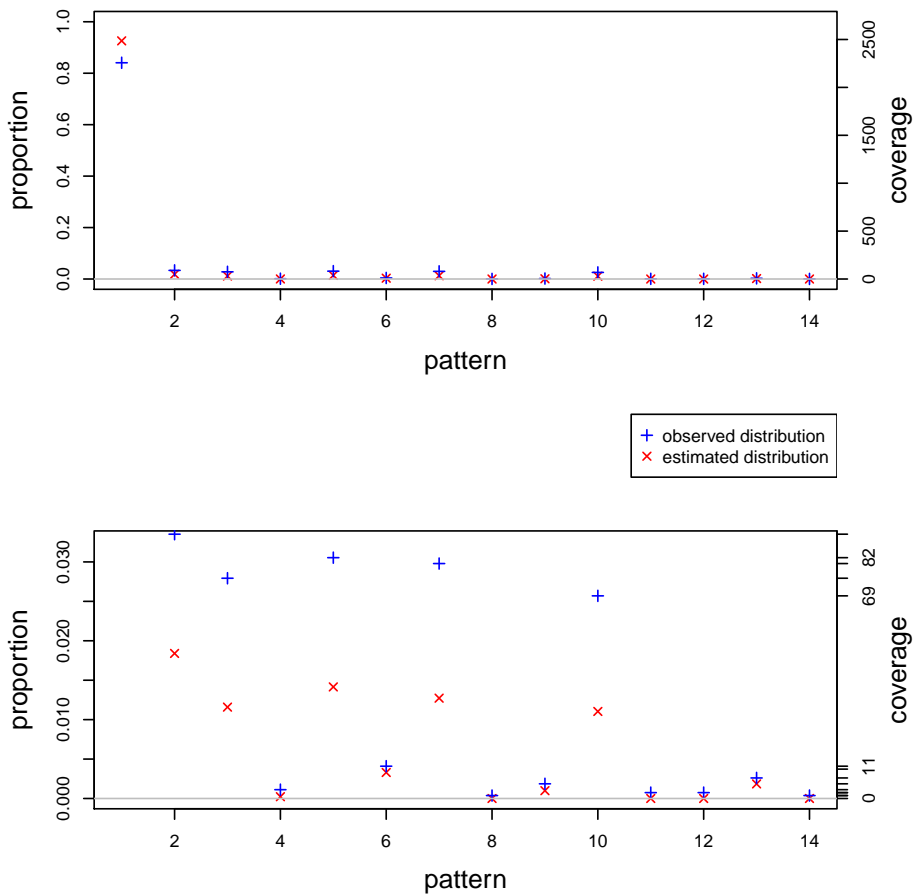 1.0
0.8
0.6
0.4
0.2
0.0
proportion
2500
1500
500
0
coverage
2 4 6 8 10 12 14
pattern
observed distribution
estimated distribution
0.030
0.020
0.010
0.000
proportion
82
69
11
0
coverage
2 4 6 8 10 12 14
pattern